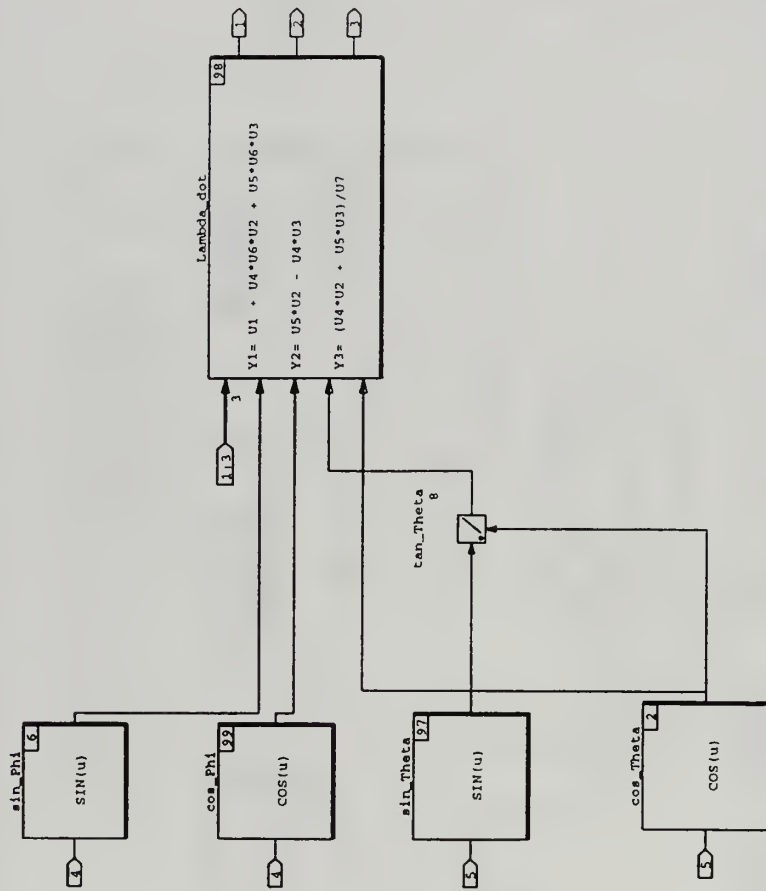 sin_Phi
6
SIN(u)
4
cos_Phi
99
COS(u)
4
sin_Theta
97
SIN(u)
5
cos_Theta
2
COS(u)
5
tan_Theta
8
1:3
3
Lambda_dot
98
Y1= U1 + U4*U6*U2 + U5*U6*U3
Y2= U5*U2 - U4*U3
Y3= (U4*U2 + U5*U3)/U7
1
2
3